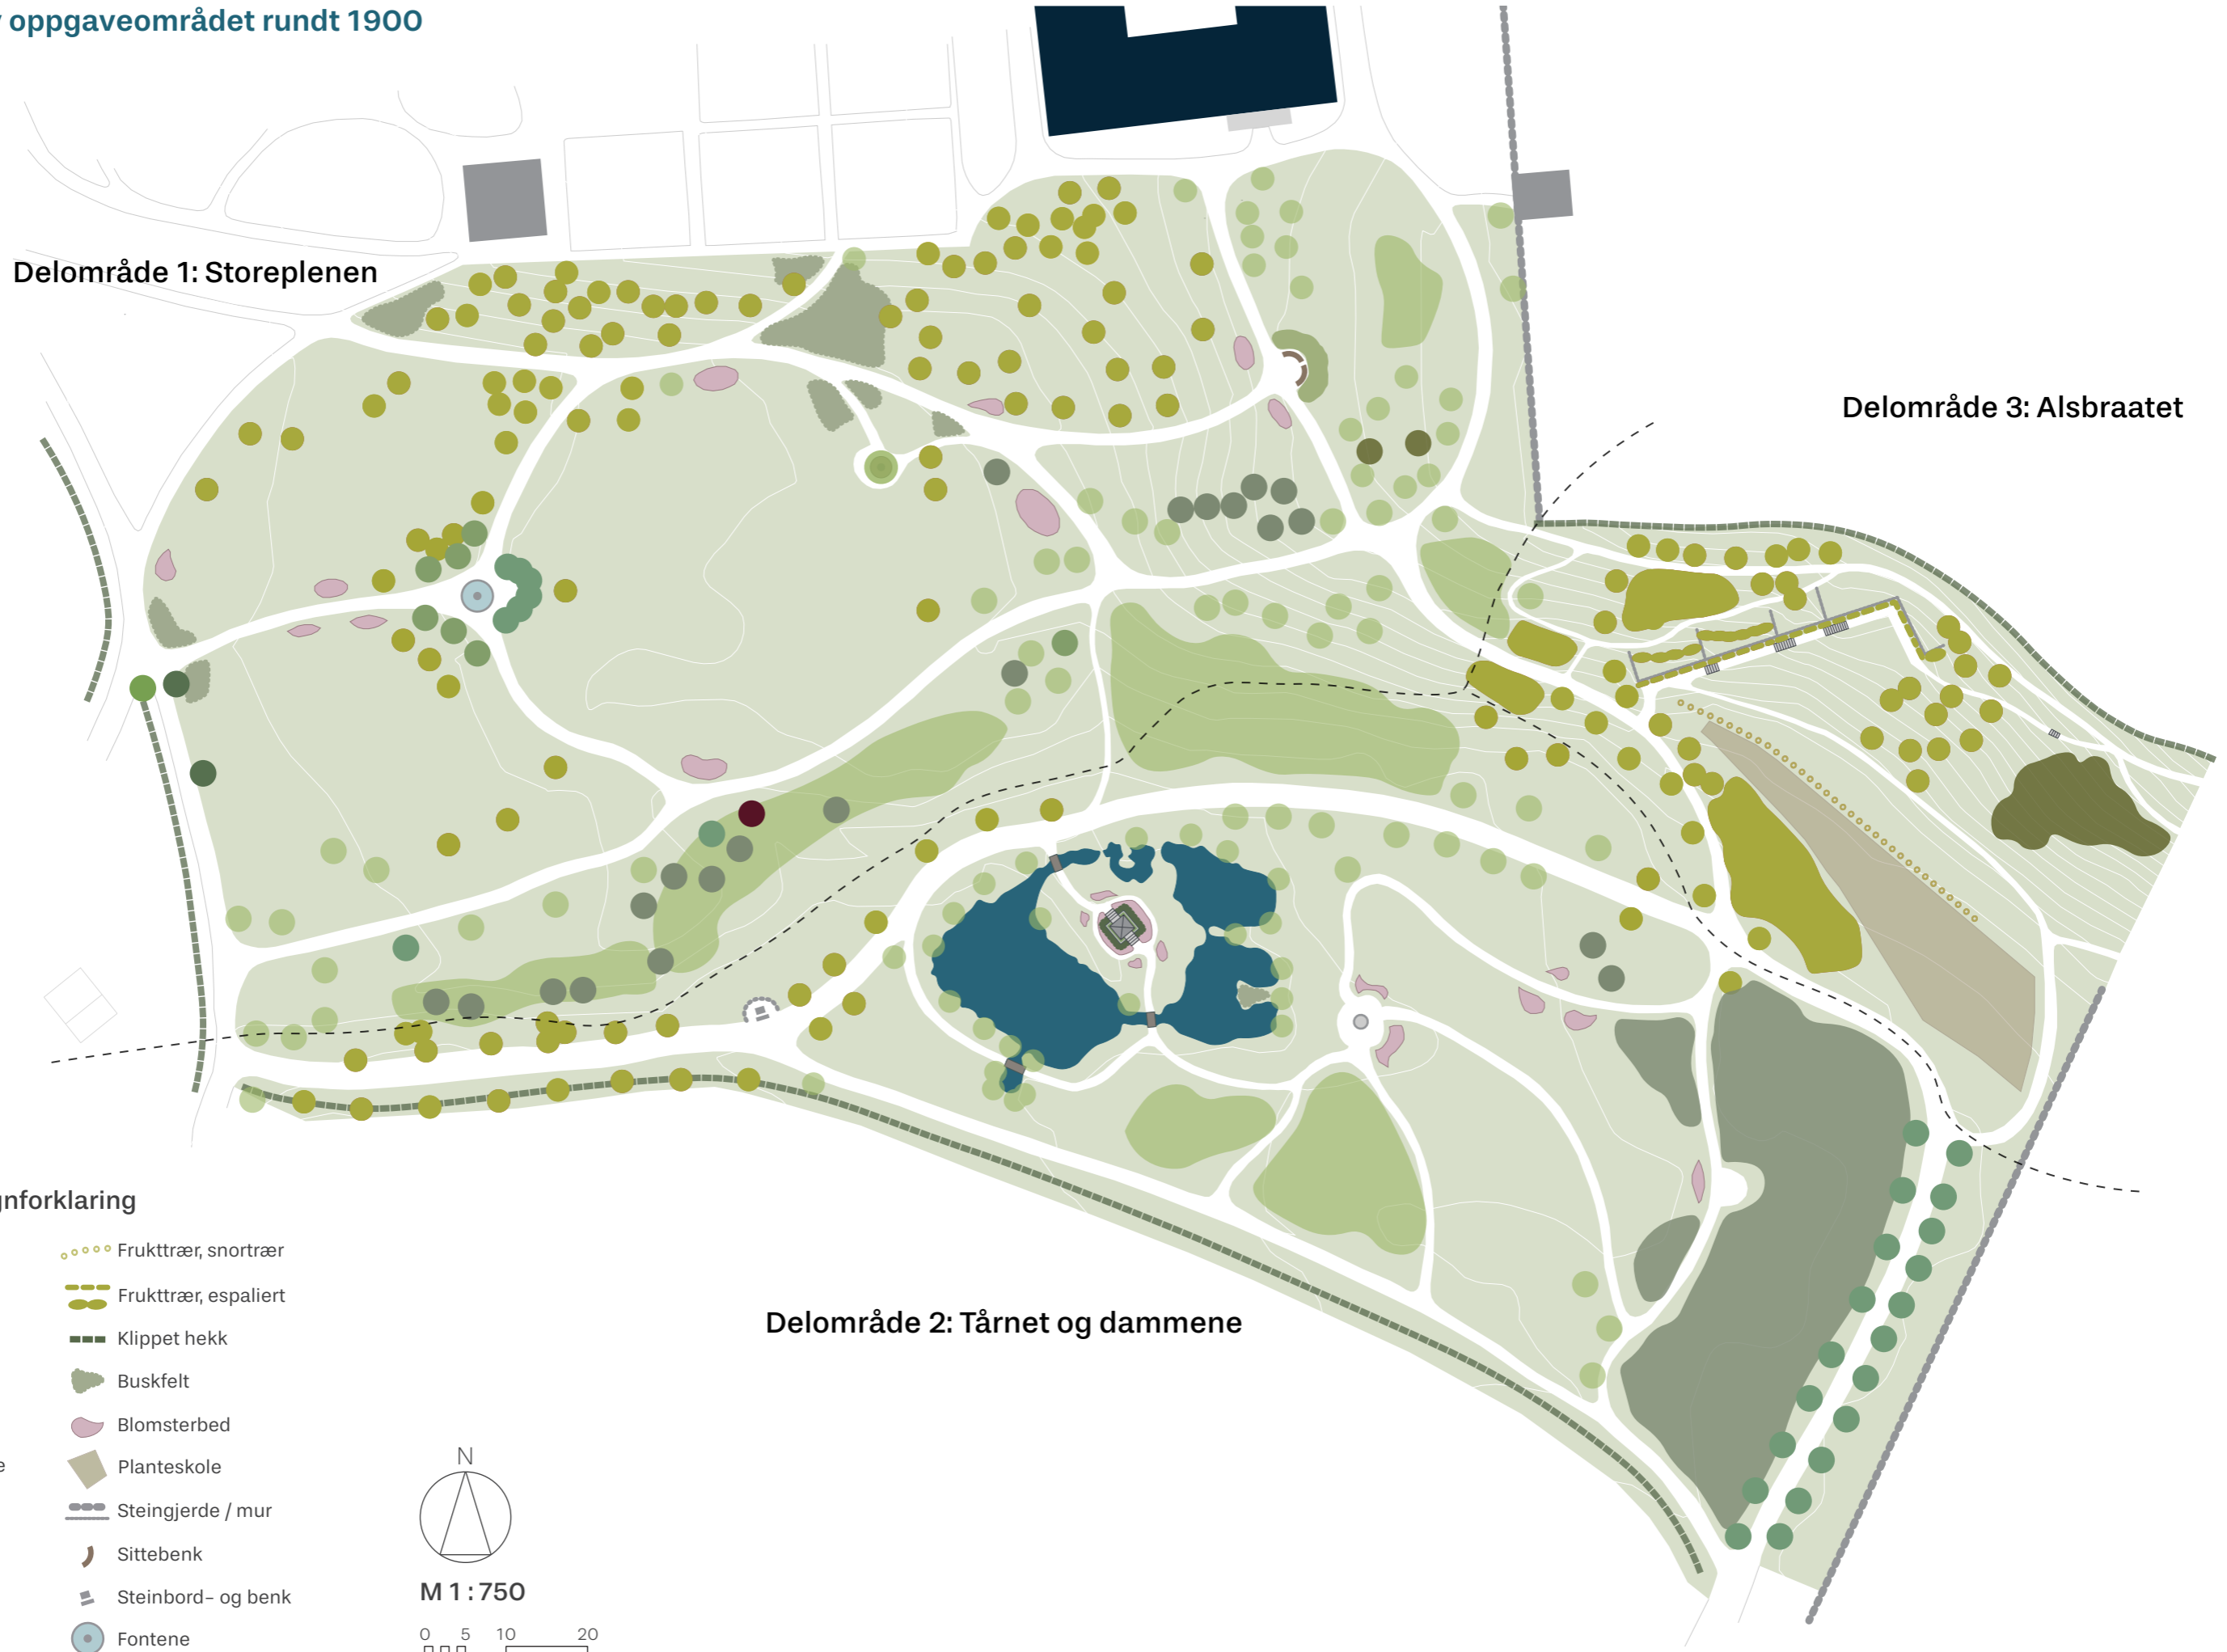 oppgaveområdet rundt 1900
Delområde 1: Storeplenen
Delområde 3: Alsbraatet
Delområde 2: Tårnet og dammene
gnforklaring
Frukttrær, snortrær
Frukttrær, espaliert
Klippet hekk
Buskfelt
Blomsterbed
Planteskole
Steingjerde / mur
Sittebenk
Steinbord- og benk
Fontene
e
N
M 1 : 750
0 5 10 20